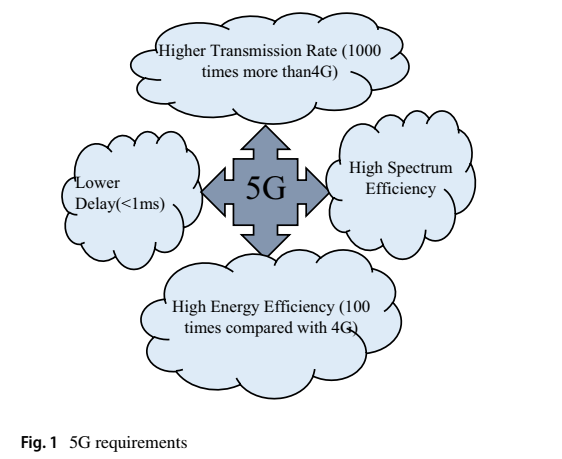 Higher Transmission Rate (1000
times more than4G)
Lower
Delay(<1ms)
5G
High Spectrum
Efficiency
High Energy Efficiency (100
times compared with 4G)
Fig. 1 5G requirements